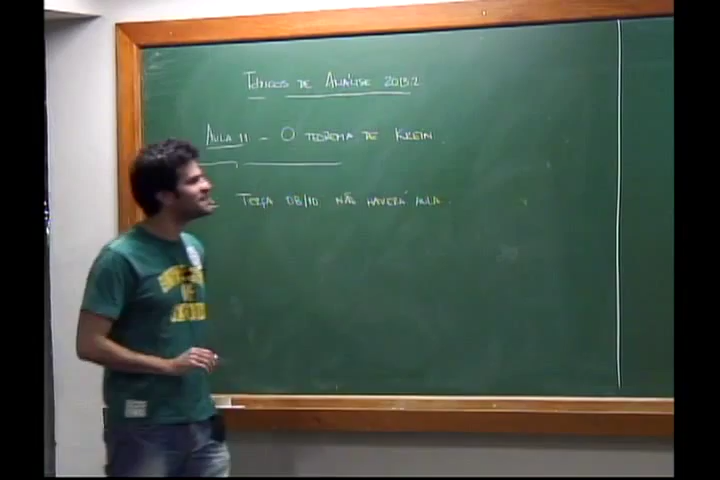 TÓPICOS DE ANÁLISE 2013.2
AULA 11 - O TEOREMA DE KREIN
TERÇA 08/10 NÃO HAVERÁ AULA.